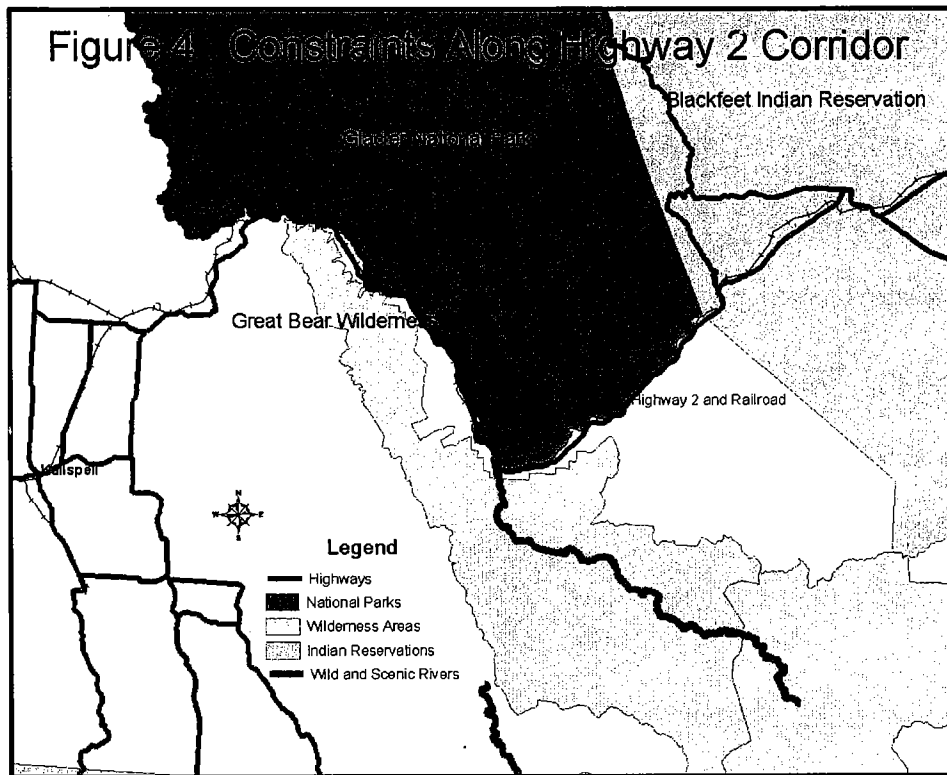 Figure 4 Constraints Along Highway 2 Corridor
Blackfeet Indian Reservation
Glacier National Park
Great Bear Wilderne
Highway 2 and Railroad
Kalispell
N
W E
S
Legend
Highways
National Parks
Wilderness Areas
Indian Reservations
Wild and Scenic Rivers